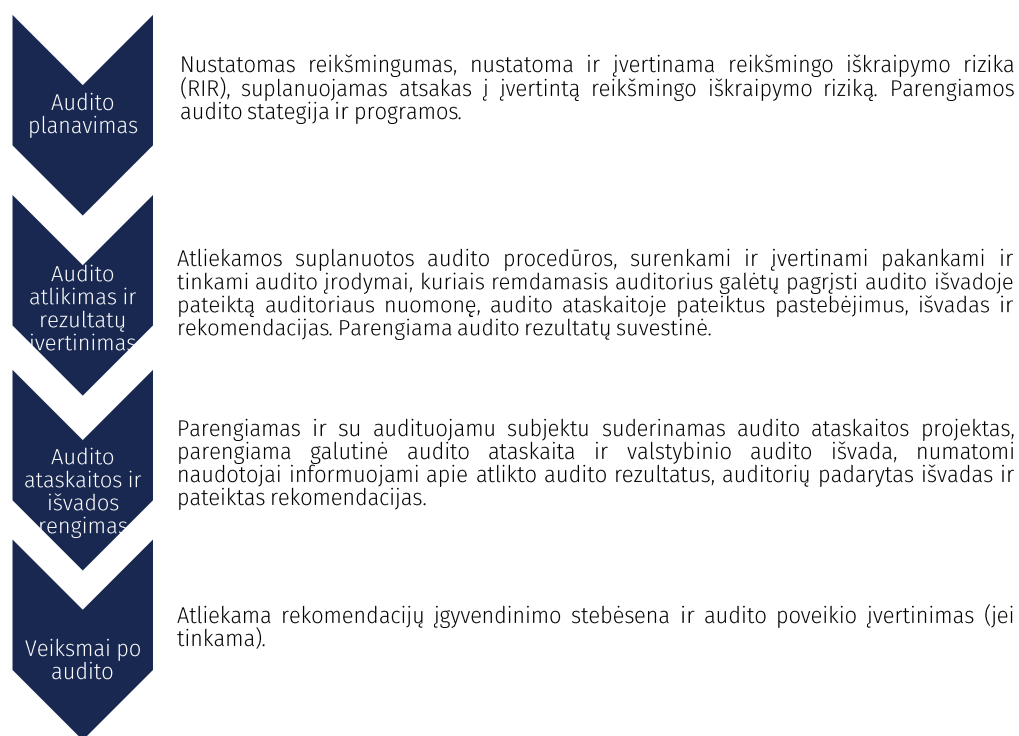 Audito
planavimas
Nustatomas reikšmingumas, nustatoma ir įvertinama reikšmingo iškraipymo rizika
(RIR), suplanuojamas atsakas į įvertintą reikšmingo iškraipymo riziką. Parengiamos
audito stategija ir programos.
Audito
atlikimas ir
rezultatų
įvertinimas
Atliekamos suplanuotos audito procedūros, surenkami ir įvertinami pakankami ir
tinkami audito įrodymai, kuriais remdamasis auditorius galėtų pagrįsti audito išvadoje
pateiktą auditoriaus nuomonę, audito ataskaitoje pateiktus pastebėjimus, išvadas ir
rekomendacijas. Parengiama audito rezultatų suvestinė.
Audito
ataskaitos ir
išvados
rengimas
Parengiamas ir su audituojamu subjektu suderinamas audito ataskaitos projektas,
parengiama galutinė audito ataskaita ir valstybinio audito išvada, numatomi
naudotojai informuojami apie atlikto audito rezultatus, auditorių padarytas išvadas ir
pateiktas rekomendacijas.
Veiksmai po
audito
Atliekama rekomendacijų įgyvendinimo stebėsena ir audito poveikio įvertinimas (jei
tinkama).